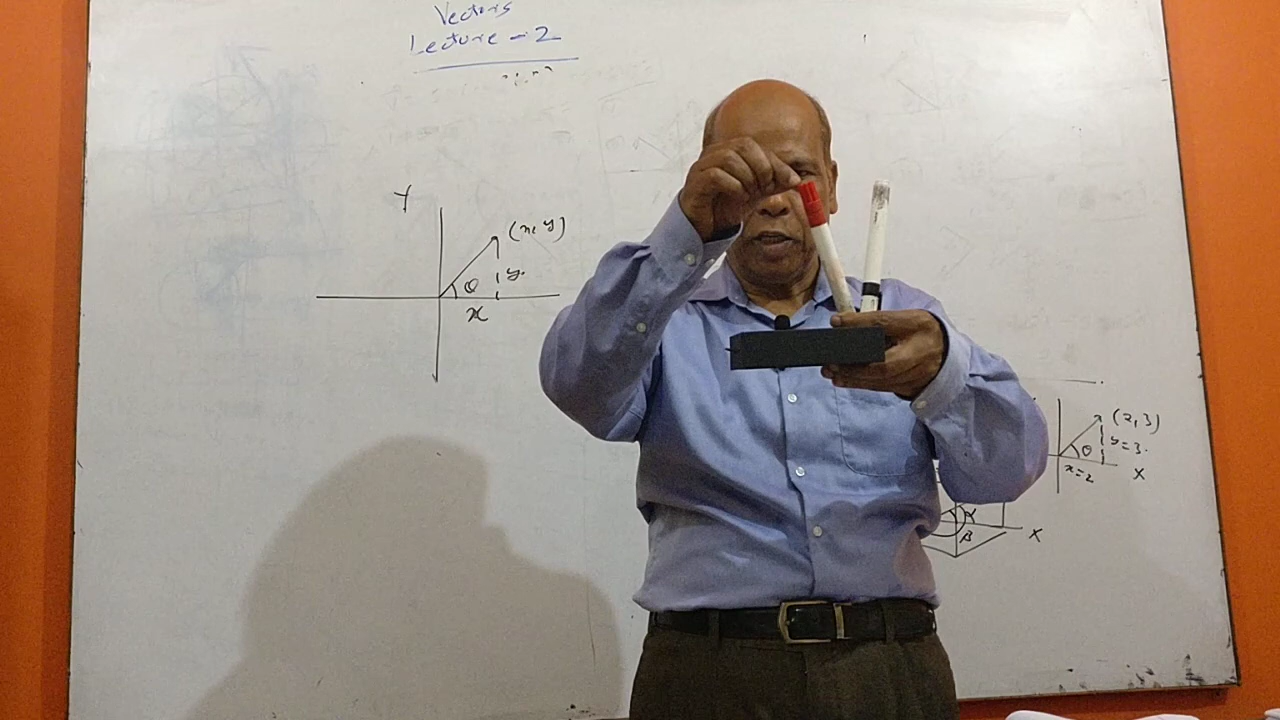 Vectors
Lecture - 2
Y
(x, y)
θ
y
x
(2, 3)
θ
y = 3.
x = 2
X
α
β
X